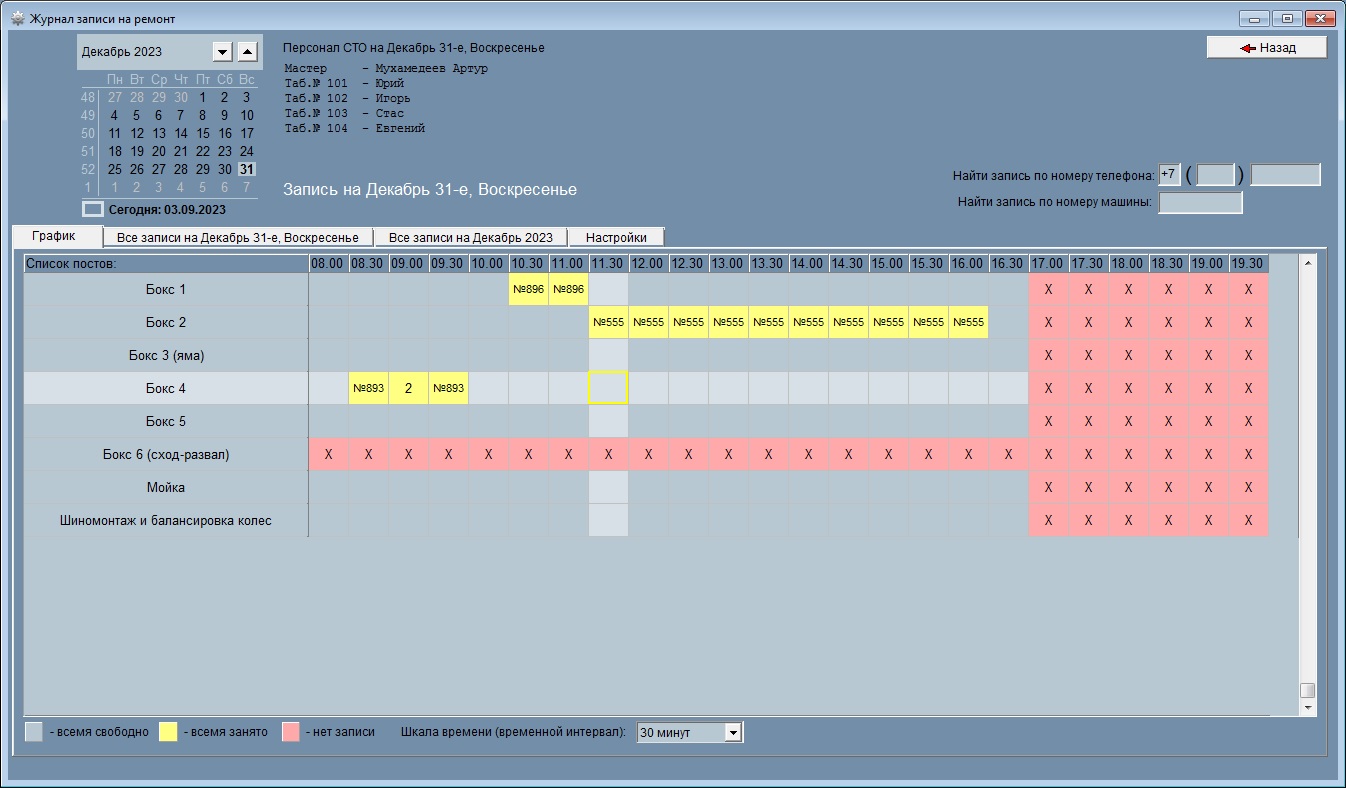 Журнал записи на ремонт
Декабрь 2023
Пн Вт Ср Чт Пт Сб Вс
48 27 28 29 30 1 2 3
49 4 5 6 7 8 9 10
50 11 12 13 14 15 16 17
51 18 19 20 21 22 23 24
52 25 26 27 28 29 30 31
1 1 2 3 4 5 6 7
Сегодня: 03.09.2023
Персонал СТО на Декабрь 31-е, Воскресенье
Мастер - Мухамедеев Артур
Таб.№ 101 - Юрий
Таб.№ 102 - Игорь
Таб.№ 103 - Стас
Таб.№ 104 - Евгений
Запись на Декабрь 31-е, Воскресенье
Назад
Найти запись по номеру телефона: +7 ( )
Найти запись по номеру машины:
График Все записи на Декабрь 31-е, Воскресенье Все записи на Декабрь 2023 Настройки
Список постов: 08.00 08.30 09.00 09.30 10.00 10.30 11.00 11.30 12.00 12.30 13.00 13.30 14.00 14.30 15.00 15.30 16.00 16.30 17.00 17.30 18.00 18.30 19.00 19.30
Бокс 1 №896 №896 X X X X X X
Бокс 2 №555 №555 №555 №555 №555 №555 №555 №555 №555 №555 X X X X X X
Бокс 3 (яма) X X X X X X
Бокс 4 №893 2 №893 X X X X X X
Бокс 5 X X X X X X
Бокс 6 (сход-развал) X X X X X X X X X X X X X X X X X X X X X X X X
Мойка X X X X X X
Шиномонтаж и балансировка колес X X X X X X
- всемя свободно - всемя занято - нет записи Шкала времени (временной интервал): 30 минут